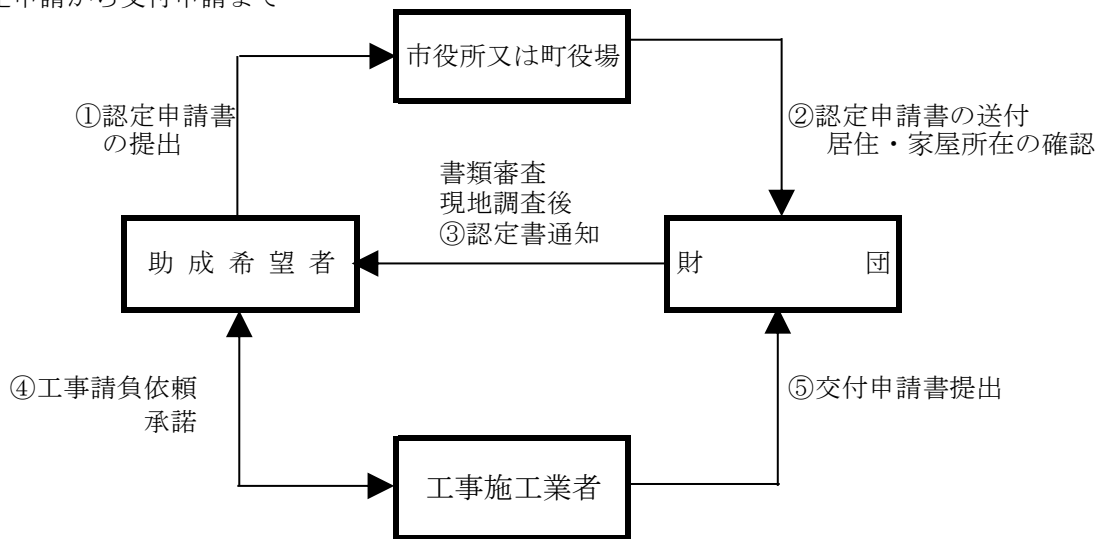 申請から交付申請まで
市役所又は町役場
①認定申請書
の提出
②認定申請書の送付
居住・家屋所在の確認
書類審査
現地調査後
③認定書通知
助成希望者
財団
④工事請負依頼
承諾
⑤交付申請書提出
工事施工業者